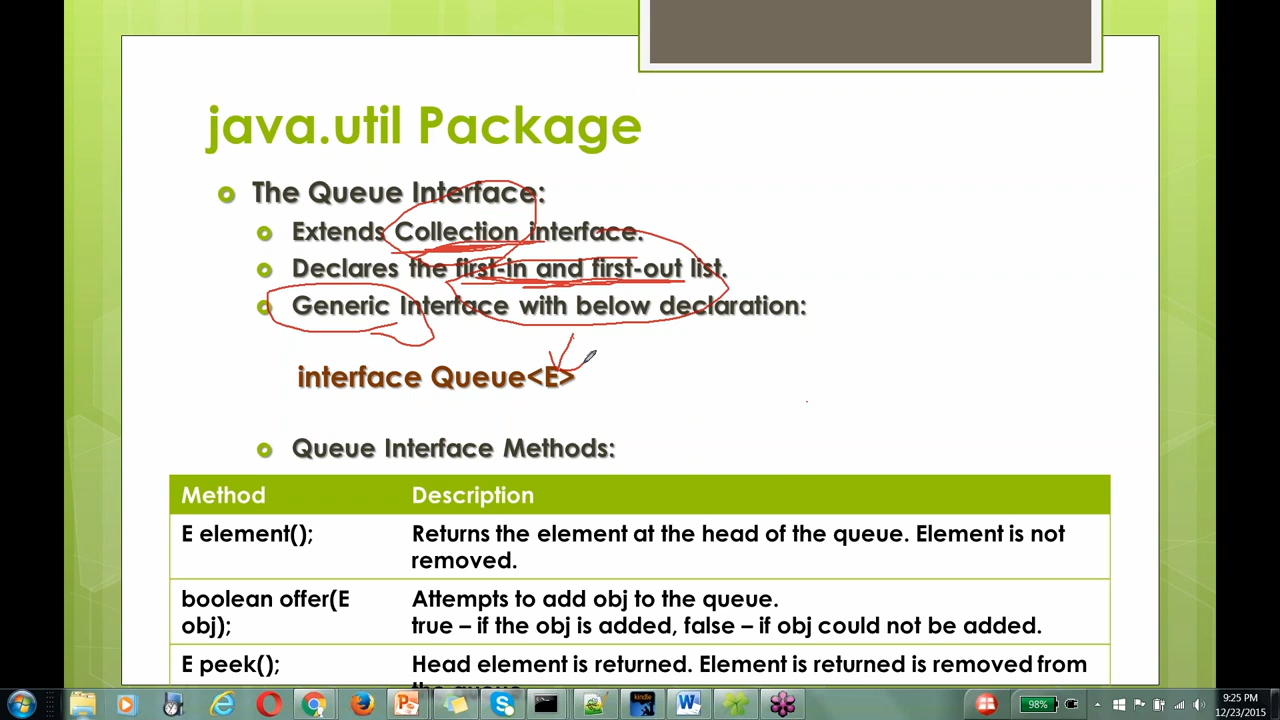 java.util Package
The Queue Interface:
Extends Collection interface.
Declares the first-in and first-out list.
Generic Interface with below declaration:
interface Queue<E>
Queue Interface Methods:
Method Description
E element(); Returns the element at the head of the queue. Element is not
removed.
boolean offer(E Attempts to add obj to the queue.
obj); true – if the obj is added, false – if obj could not be added.
E peek(); Head element is returned. Element is returned is removed from
kindle
98%
9:25 PM
12/23/2015